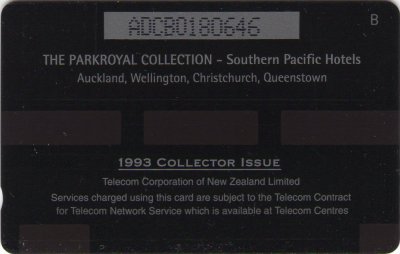 ADCB0180646
B
THE PARKROYAL COLLECTION - Southern Pacific Hotels
Auckland, Wellington, Christchurch, Queenstown
1993 COLLECTOR ISSUE
Telecom Corporation of New Zealand Limited
Services charged using this card are subject to the Telecom Contract
for Telecom Network Service which is available at Telecom Centres